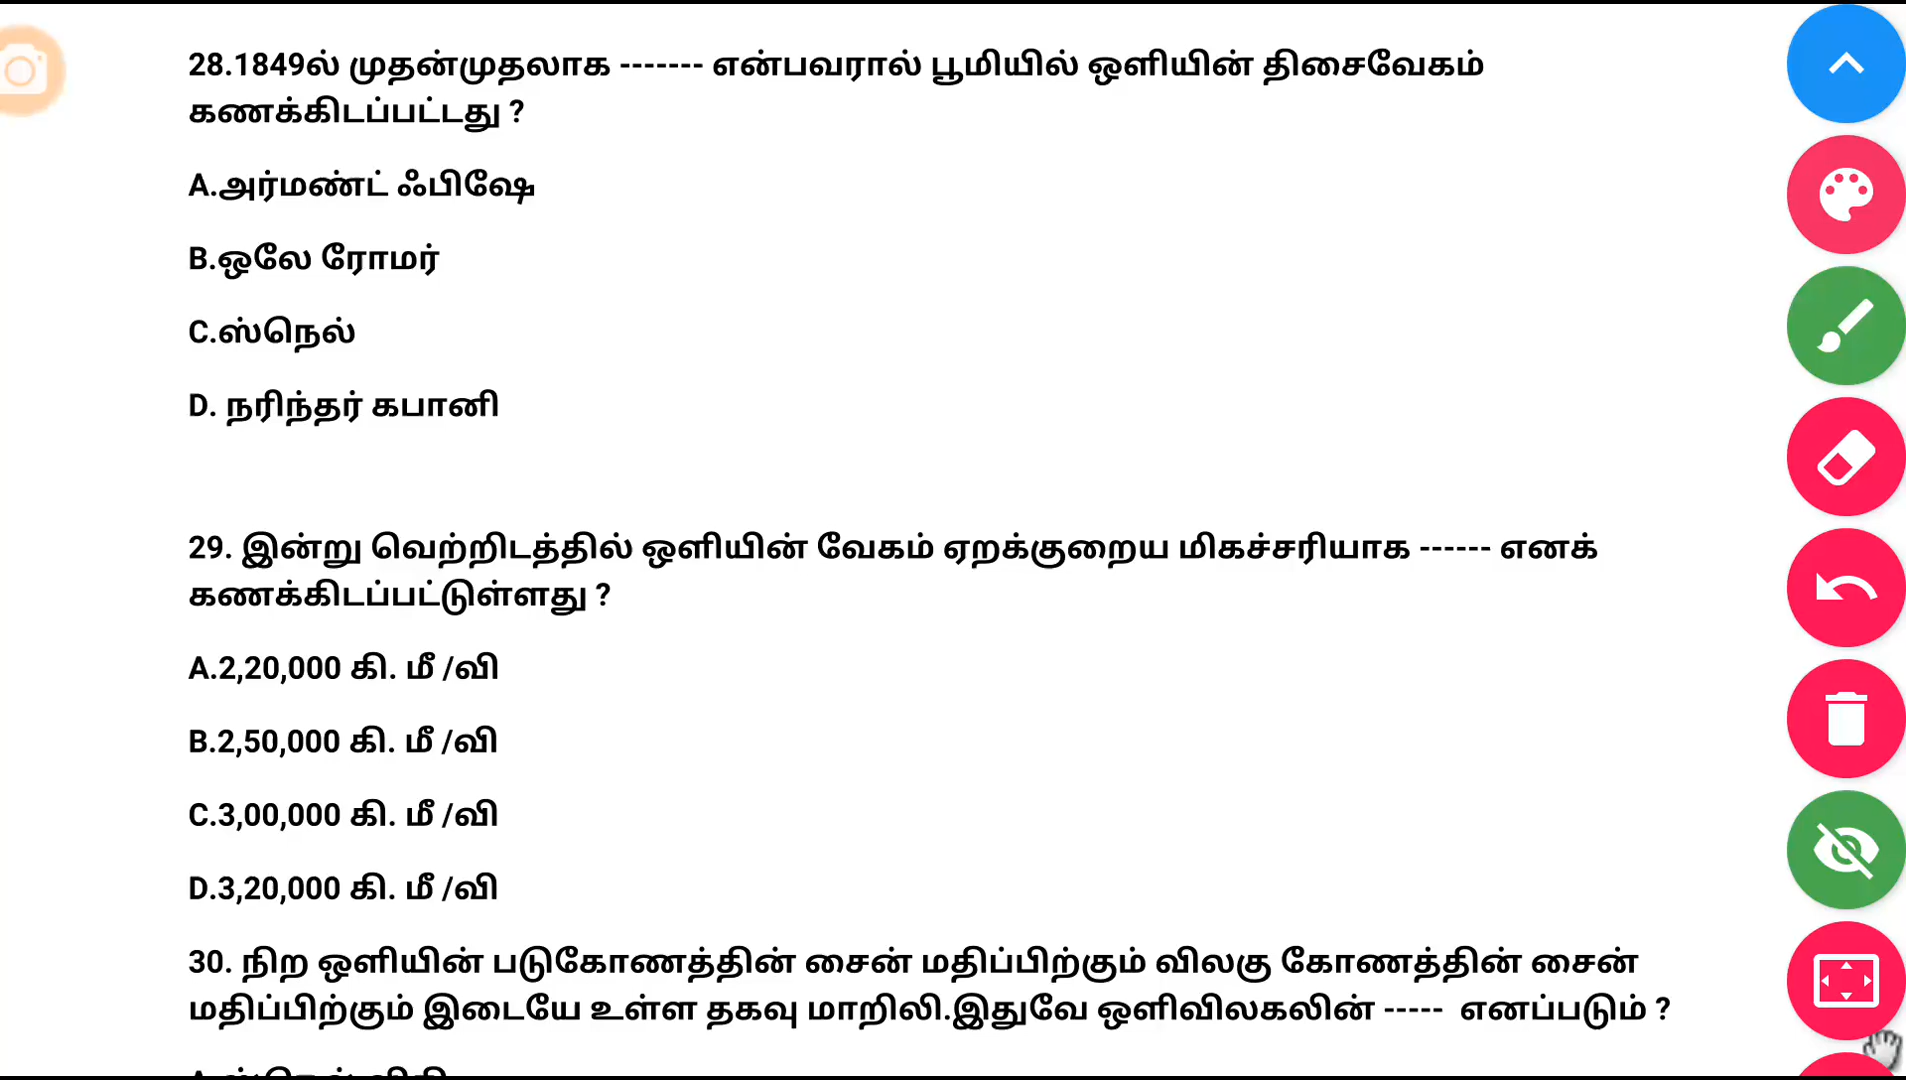 28.1849ல் முதன்முதலாக ------- என்பவரால் பூமியில் ஒளியின் திசைவேகம்
கணக்கிடப்பட்டது ?
A.அர்மண்ட் ஃபிஷே
B.ஒலே ரோமர்
C.ஸ்நெல்
D. நரிந்தர் கபானி
29. இன்று வெற்றிடத்தில் ஒளியின் வேகம் ஏறக்குறைய மிகச்சரியாக ------ எனக்
கணக்கிடப்பட்டுள்ளது ?
A.2,20,000 கி. மீ /வி
B.2,50,000 கி. மீ /வி
C.3,00,000 கி. மீ /வி
D.3,20,000 கி. மீ /வி
30. நிற ஒளியின் படுகோணத்தின் சைன் மதிப்பிற்கும் விலகு கோணத்தின் சைன்
மதிப்பிற்கும் இடையே உள்ள தகவு மாறிலி.இதுவே ஒளிவிலகலின் ----- எனப்படும் ?